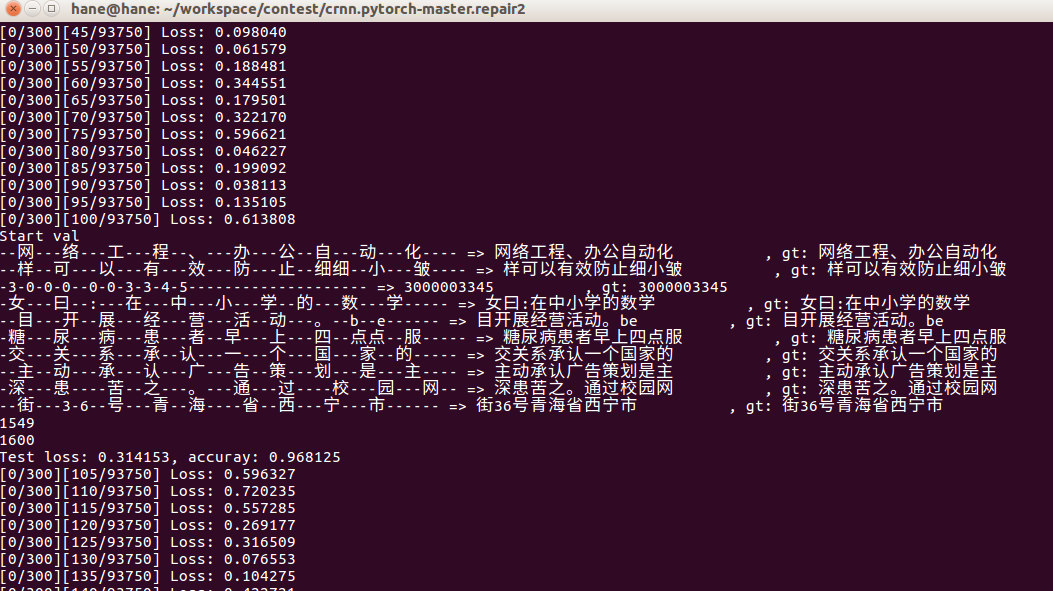 hane@hane: ~/workspace/contest/crnn.pytorch-master.repair2
[0/300][45/93750] Loss: 0.098040
[0/300][50/93750] Loss: 0.061579
[0/300][55/93750] Loss: 0.188481
[0/300][60/93750] Loss: 0.344551
[0/300][65/93750] Loss: 0.179501
[0/300][70/93750] Loss: 0.322170
[0/300][75/93750] Loss: 0.596621
[0/300][80/93750] Loss: 0.046227
[0/300][85/93750] Loss: 0.199092
[0/300][90/93750] Loss: 0.038113
[0/300][95/93750] Loss: 0.135105
[0/300][100/93750] Loss: 0.613808
Start val
--网---络---工---程--、---办---公--自---动---化---- => 网络工程、办公自动化 , gt: 网络工程、办公自动化
--样--可---以---有---效---防---止--细细--小---皱---- => 样可以有效防止细小皱 , gt: 样可以有效防止细小皱
-3-0-0-0--0-0-3-3-4-5-------------------- => 3000003345 , gt: 3000003345
-女---曰--:---在---中---小---学--的---数---学----- => 女曰:在中小学的数学 , gt: 女曰:在中小学的数学
--目---开--展---经---营---活--动---。--b--e------ => 目开展经营活动。be , gt: 目开展经营活动。be
-糖---尿---病---患---者---早---上---四--点点--服----- => 糖尿病患者早上四点服 , gt: 糖尿病患者早上四点服
-交---关---系---承--认---一---个---国---家--的----- => 交关系承认一个国家的 , gt: 交关系承认一个国家的
--主--动---承---认---广---告--策---划---是---主---- => 主动承认广告策划是主 , gt: 主动承认广告策划是主
-深---患----苦--之---。---通---过----校---园---网-- => 深患苦之。通过校园网 , gt: 深患苦之。通过校园网
--街---3-6--号---青--海----省--西---宁---市------ => 街36号青海省西宁市 , gt: 街36号青海省西宁市
1549
1600
Test loss: 0.314153, accuray: 0.968125
[0/300][105/93750] Loss: 0.596327
[0/300][110/93750] Loss: 0.720235
[0/300][115/93750] Loss: 0.557285
[0/300][120/93750] Loss: 0.269177
[0/300][125/93750] Loss: 0.316509
[0/300][130/93750] Loss: 0.076553
[0/300][135/93750] Loss: 0.104275